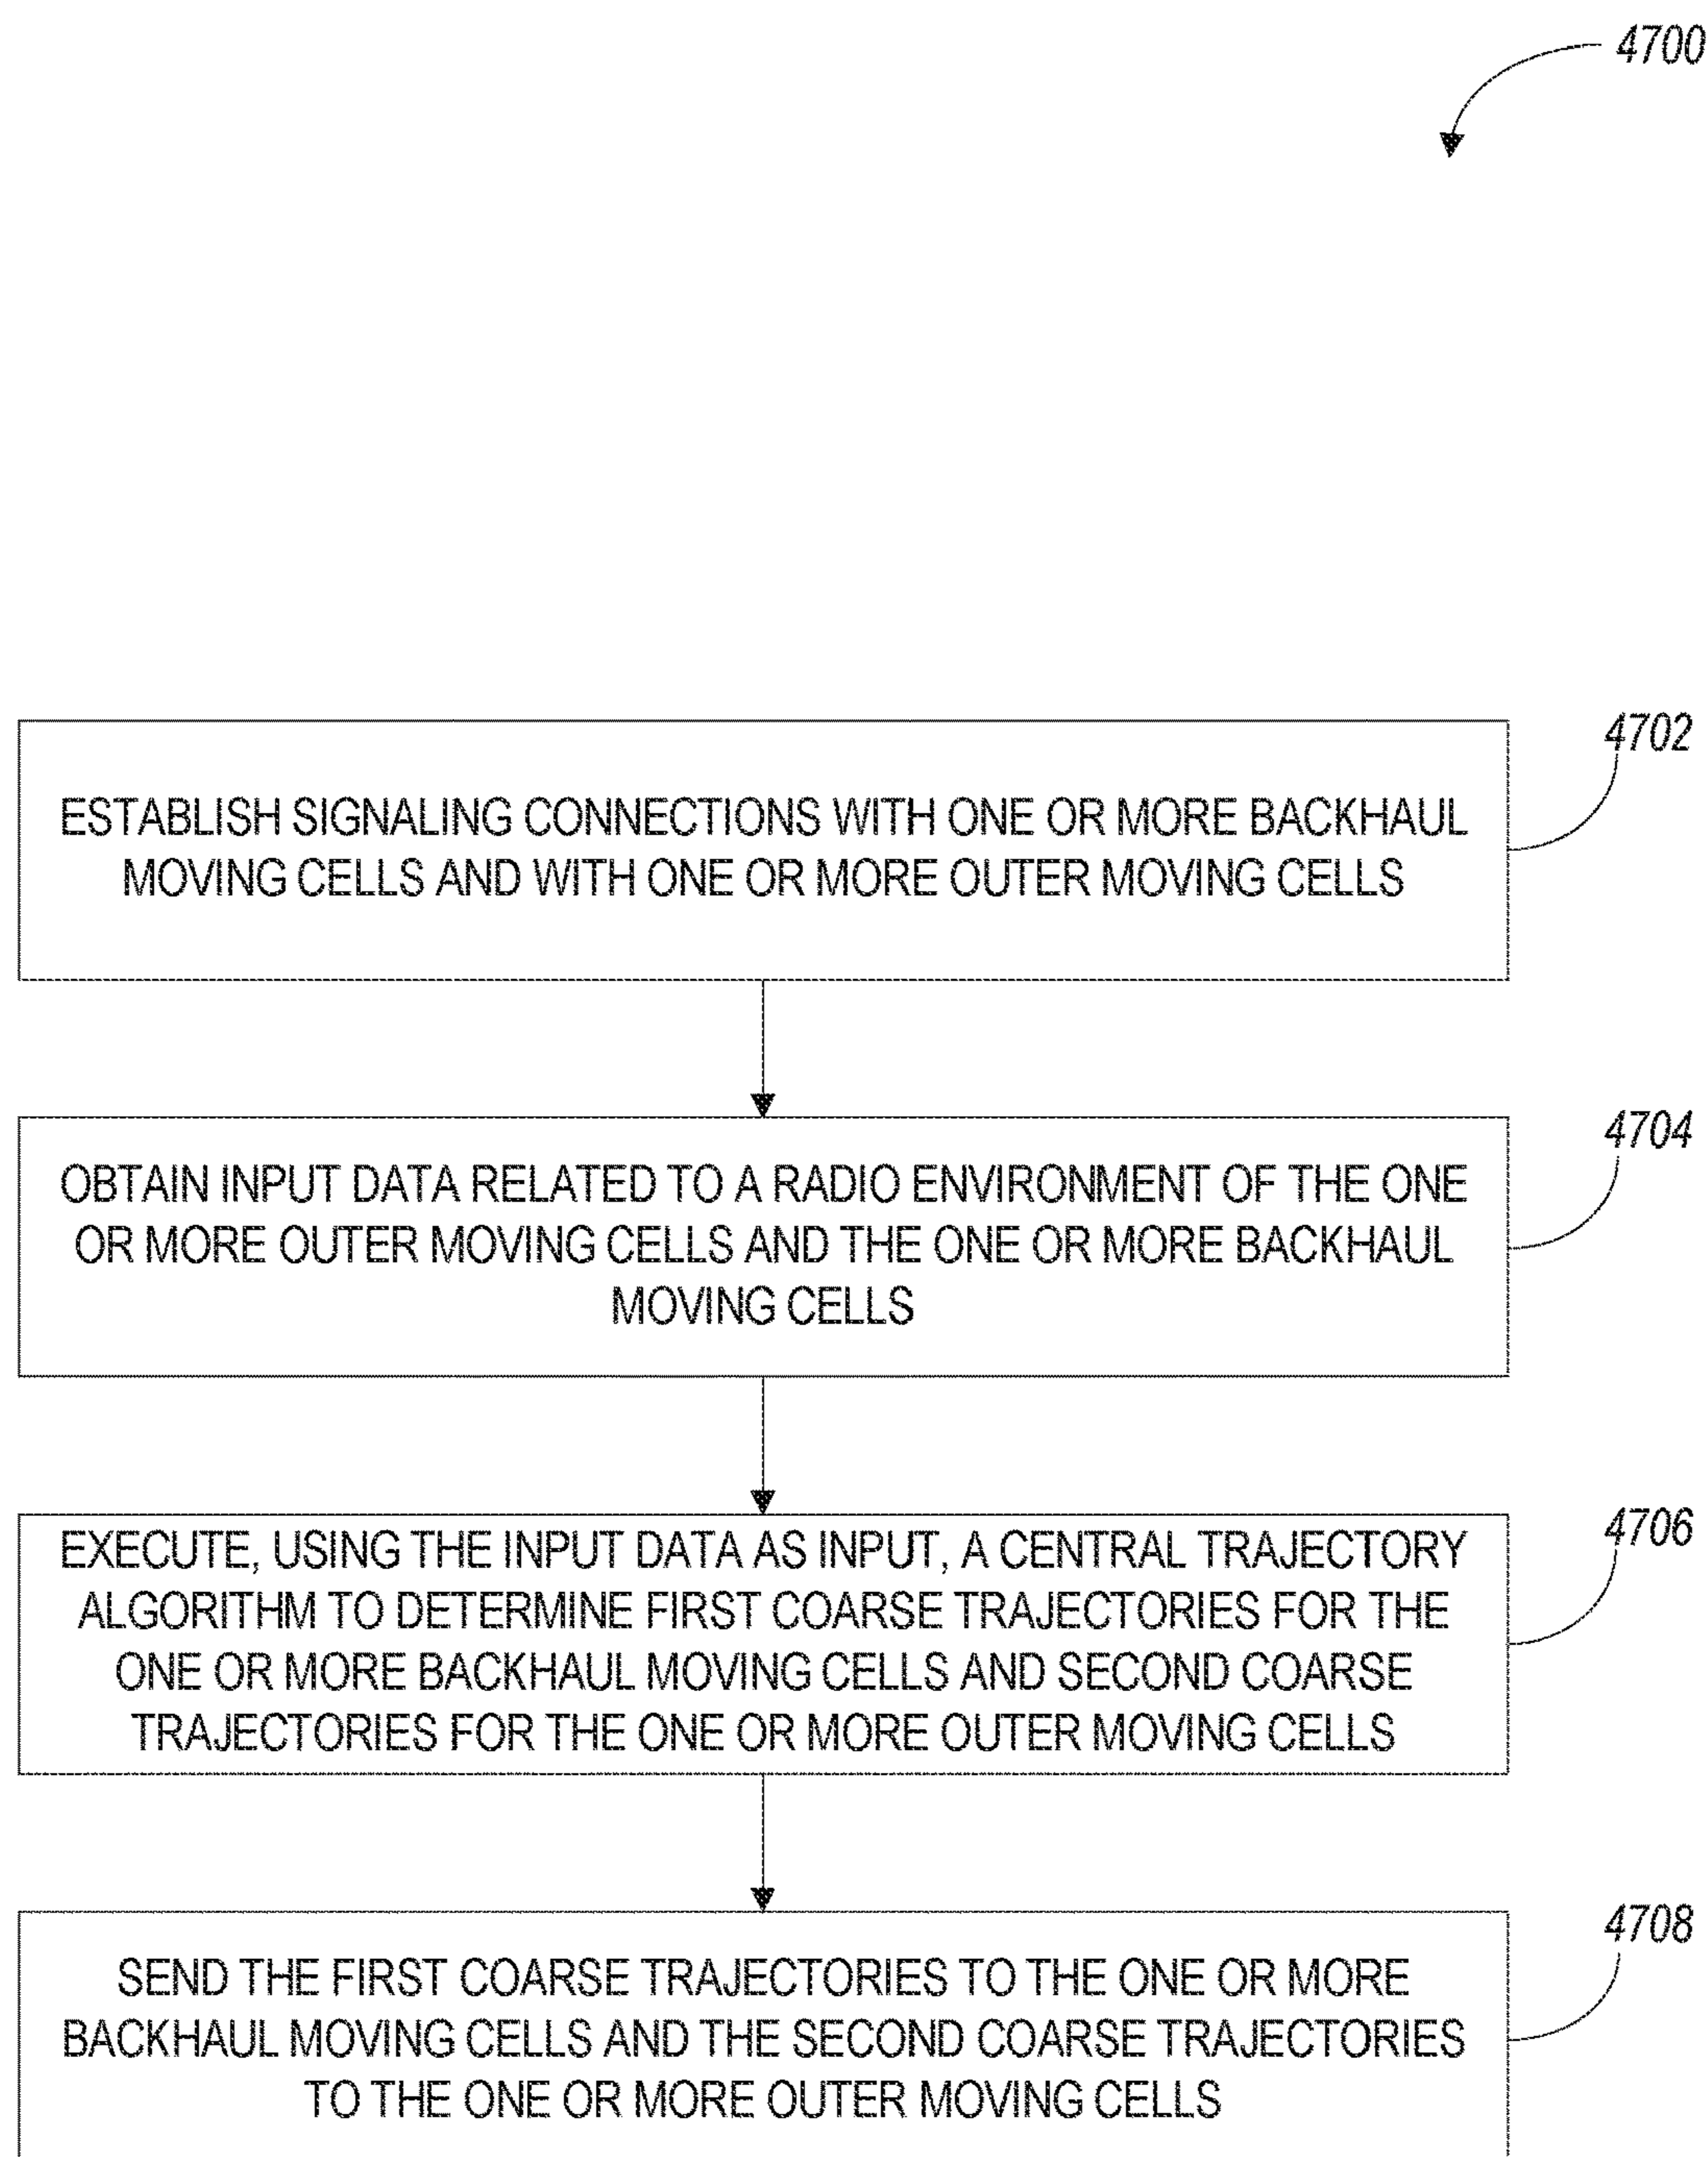 4700
4702
ESTABLISH SIGNALING CONNECTIONS WITH ONE OR MORE BACKHAUL
MOVING CELLS AND WITH ONE OR MORE OUTER MOVING CELLS
4704
OBTAIN INPUT DATA RELATED TO A RADIO ENVIRONMENT OF THE ONE
OR MORE OUTER MOVING CELLS AND THE ONE OR MORE BACKHAUL
MOVING CELLS
4706
EXECUTE, USING THE INPUT DATA AS INPUT, A CENTRAL TRAJECTORY
ALGORITHM TO DETERMINE FIRST COARSE TRAJECTORIES FOR THE
ONE OR MORE BACKHAUL MOVING CELLS AND SECOND COARSE
TRAJECTORIES FOR THE ONE OR MORE OUTER MOVING CELLS
4708
SEND THE FIRST COARSE TRAJECTORIES TO THE ONE OR MORE
BACKHAUL MOVING CELLS AND THE SECOND COARSE TRAJECTORIES
TO THE ONE OR MORE OUTER MOVING CELLS